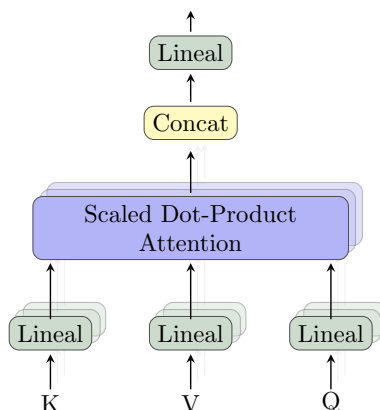 Lineal
Concat
Scaled Dot-Product
Attention
Lineal Lineal Lineal
K V Q